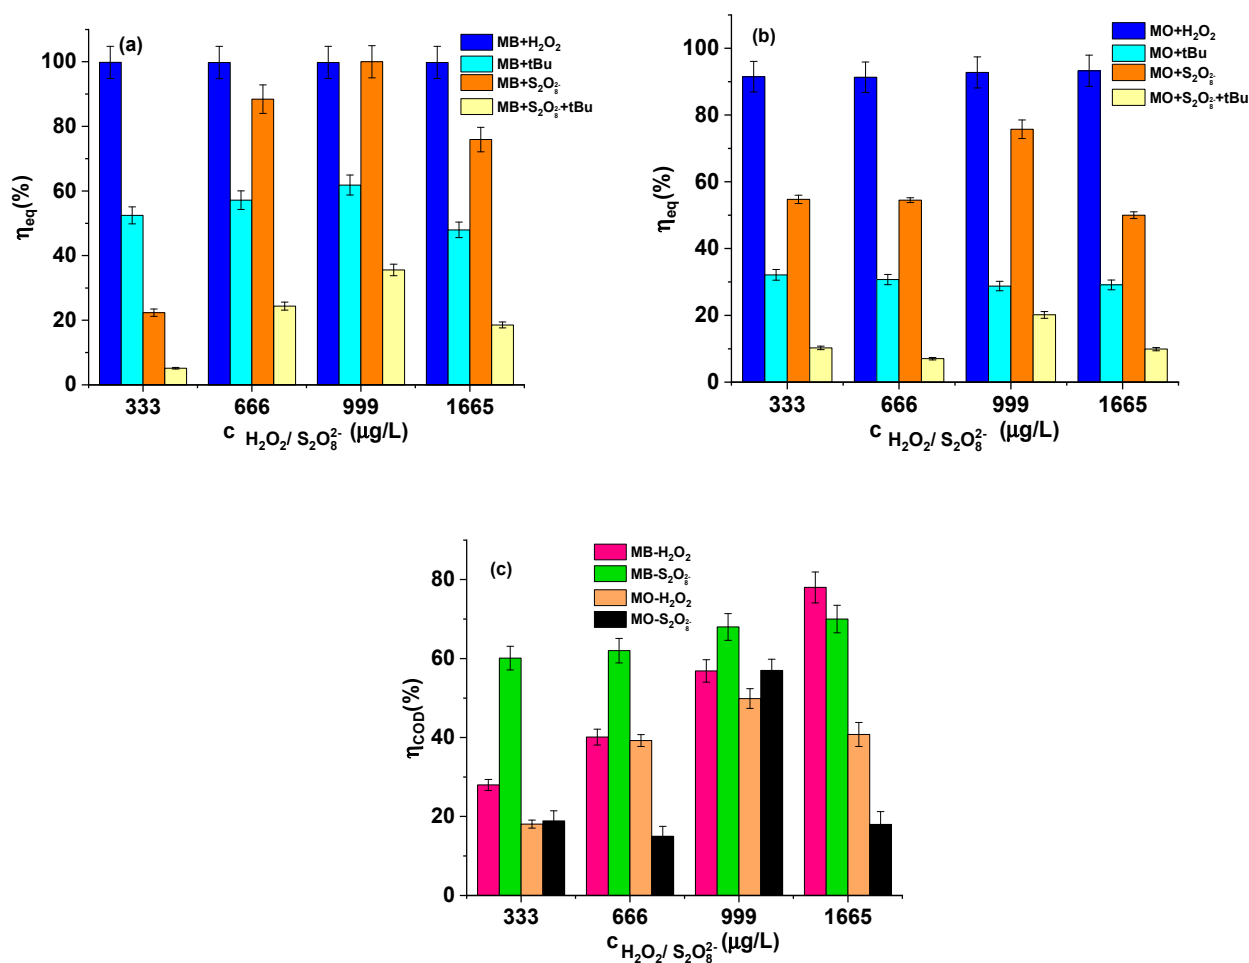 (a)
MB+H₂O₂
MB+tBu
MB+S₂O₈²⁻
MB+S₂O₈²⁻+tBu
100
80
60
40
20
0
ηeq(%)
333 666 999 1665
c H₂O₂/ S₂O₈²⁻ (μg/L)
(b)
MO+H₂O₂
MO+tBu
MO+S₂O₈²⁻
MO+S₂O₈²⁻+tBu
100
80
60
40
20
0
ηeq(%)
333 666 999 1665
c H₂O₂/ S₂O₈²⁻ (μg/L)
(c)
MB-H₂O₂
MB-S₂O₈²⁻
MO-H₂O₂
MO-S₂O₈²⁻
80
60
40
20
0
ηCOD(%)
333 666 999 1665
c H₂O₂/ S₂O₈²⁻ (μg/L)